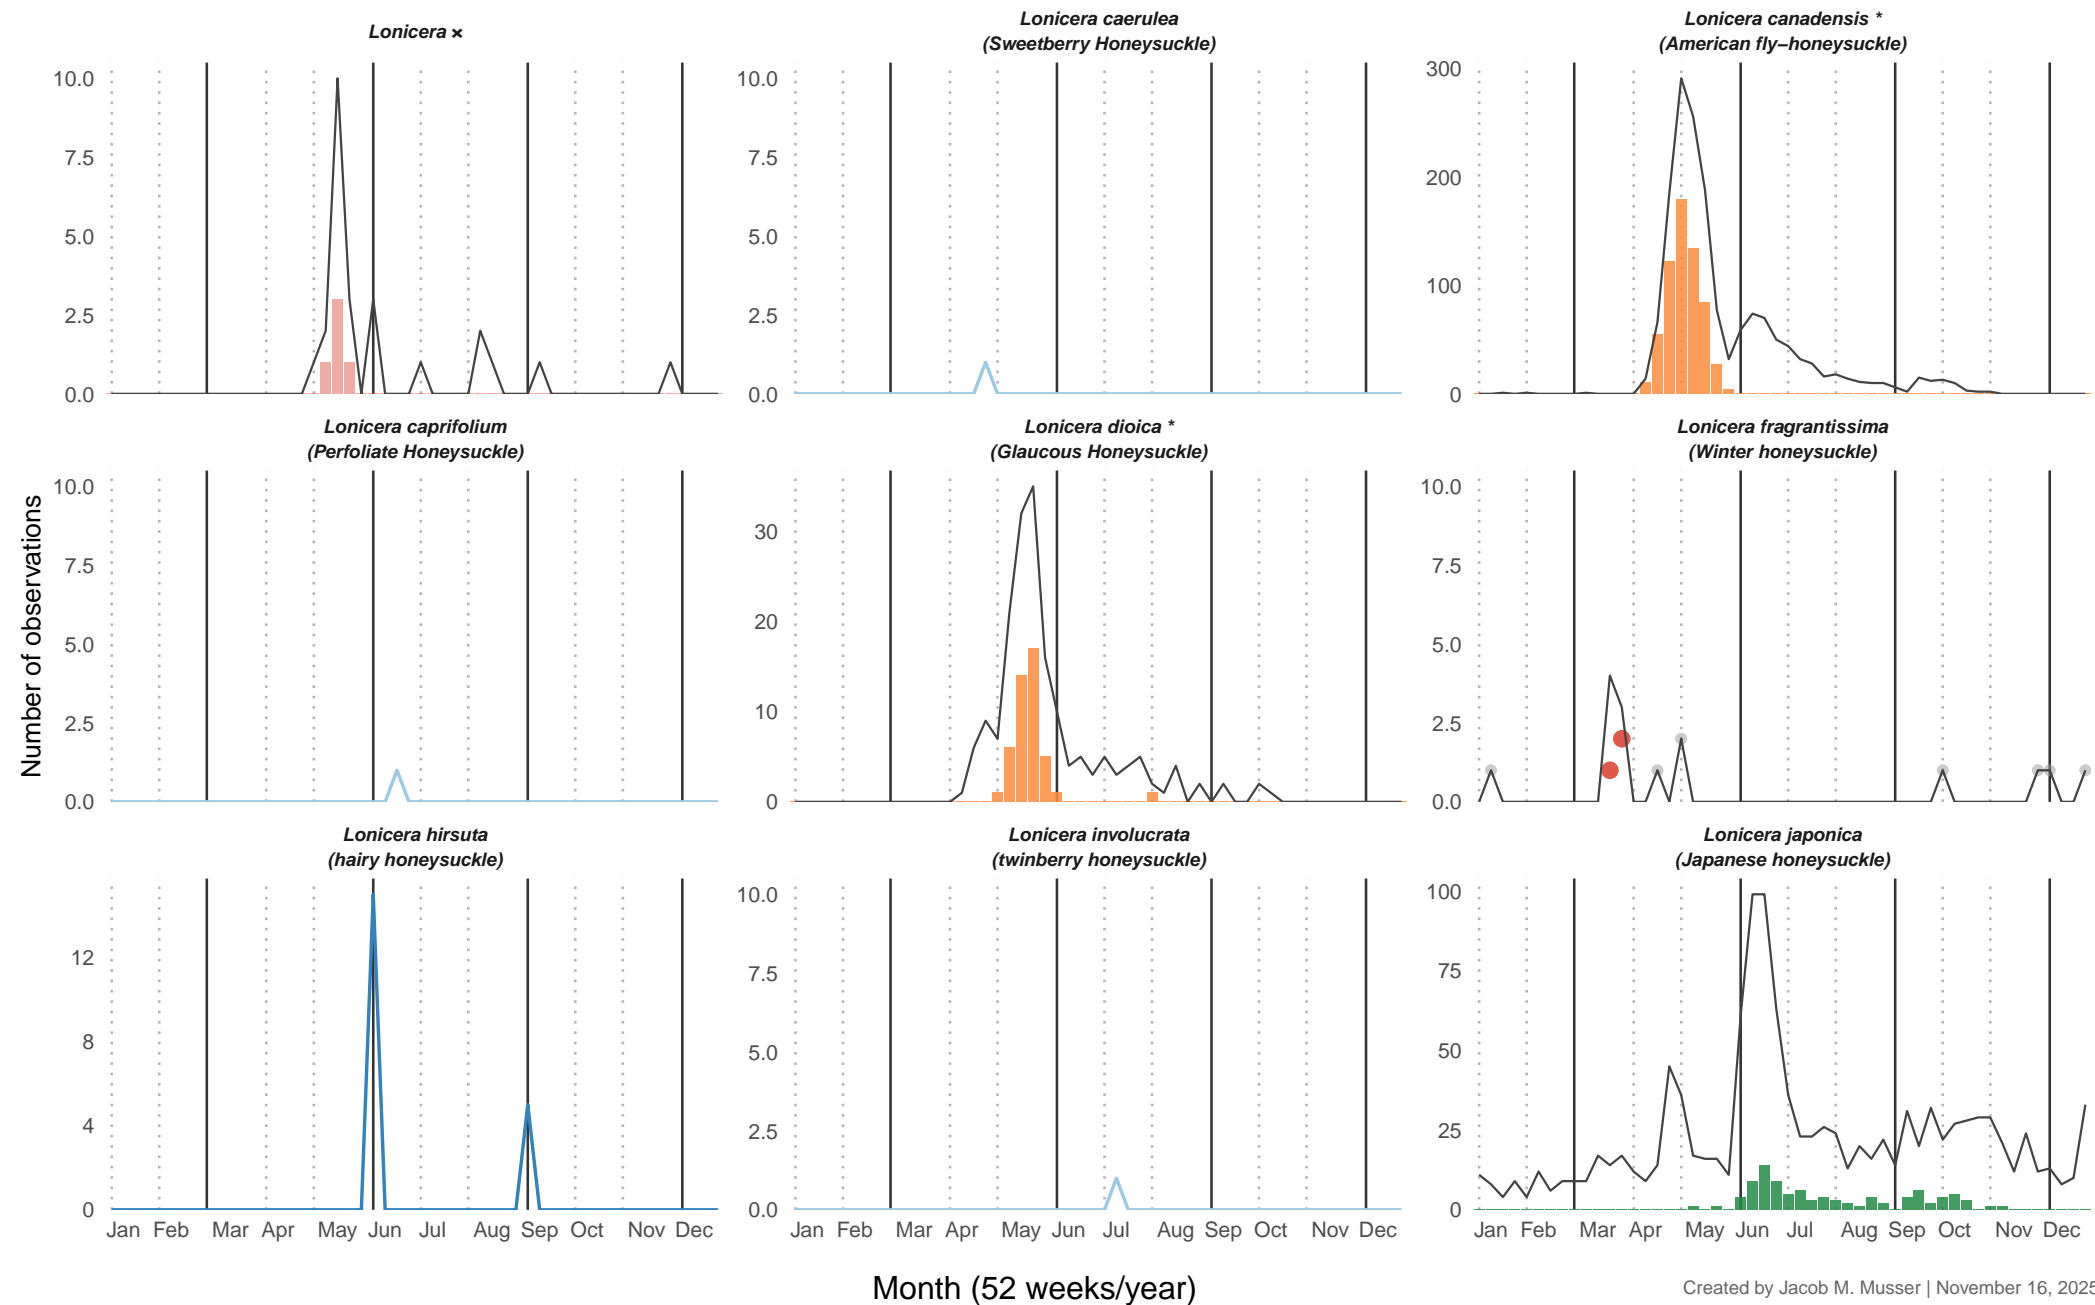 Lonicera ×
Lonicera caerulea
(Sweetberry Honeysuckle)
Lonicera canadensis *
(American fly–honeysuckle)
10.0
7.5
5.0
2.5
0.0
10.0
7.5
5.0
2.5
0.0
300
200
100
0
Lonicera caprifolium
(Perfoliate Honeysuckle)
Lonicera dioica *
(Glaucous Honeysuckle)
Lonicera fragrantissima
(Winter honeysuckle)
10.0
7.5
5.0
2.5
0.0
30
20
10
0
10.0
7.5
5.0
2.5
0.0
Number of observations
Lonicera hirsuta
(hairy honeysuckle)
Lonicera involucrata
(twinberry honeysuckle)
Lonicera japonica
(Japanese honeysuckle)
12
8
4
0
10.0
7.5
5.0
2.5
0.0
100
75
50
25
0
Jan Feb Mar Apr May Jun Jul Aug Sep Oct Nov Dec
Jan Feb Mar Apr May Jun Jul Aug Sep Oct Nov Dec
Jan Feb Mar Apr May Jun Jul Aug Sep Oct Nov Dec
Month (52 weeks/year)
Created by Jacob M. Musser | November 16, 2025